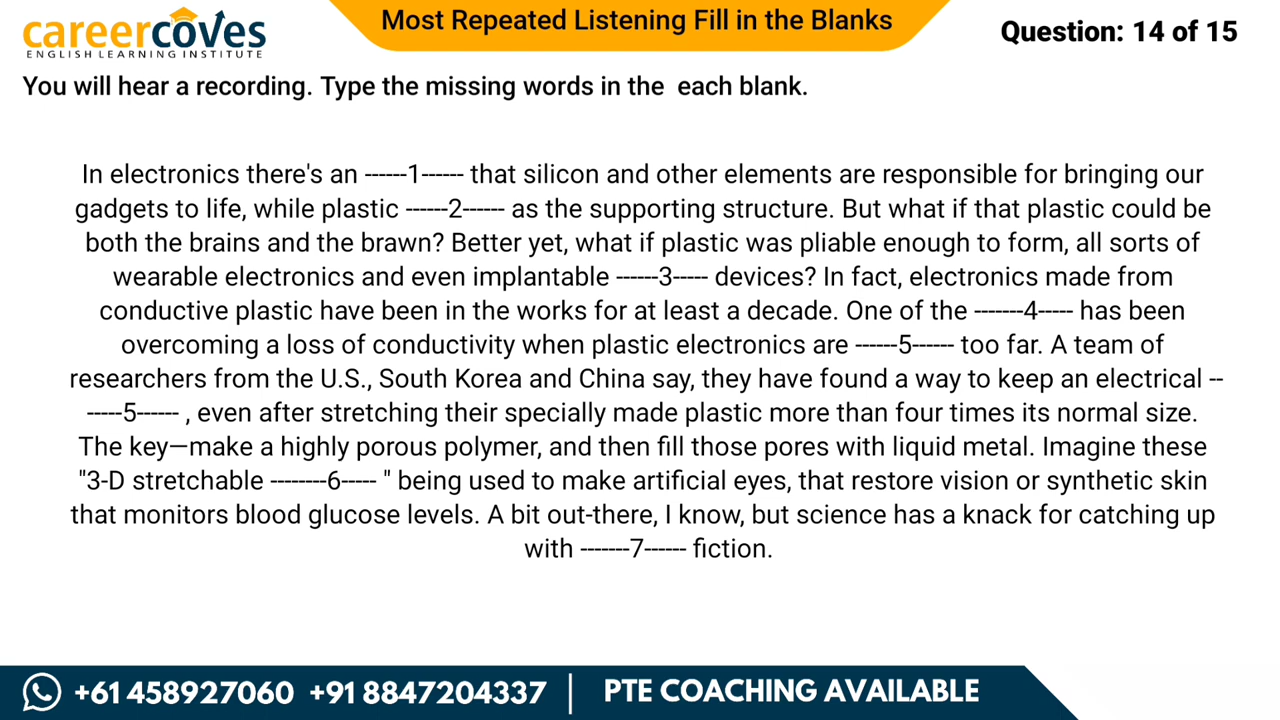 careercoves
ENGLISH LEARNING INSTITUTE
Most Repeated Listening Fill in the Blanks
Question: 14 of 15
You will hear a recording. Type the missing words in the  each blank.
In electronics there's an ------1------ that silicon and other elements are responsible for bringing our
gadgets to life, while plastic ------2------ as the supporting structure. But what if that plastic could be
both the brains and the brawn? Better yet, what if plastic was pliable enough to form, all sorts of
wearable electronics and even implantable ------3----- devices? In fact, electronics made from
conductive plastic have been in the works for at least a decade. One of the -------4----- has been
overcoming a loss of conductivity when plastic electronics are ------5------ too far. A team of
researchers from the U.S., South Korea and China say, they have found a way to keep an electrical --
-----5------ , even after stretching their specially made plastic more than four times its normal size.
The key—make a highly porous polymer, and then fill those pores with liquid metal. Imagine these
"3-D stretchable --------6----- " being used to make artificial eyes, that restore vision or synthetic skin
that monitors blood glucose levels. A bit out-there, I know, but science has a knack for catching up
with -------7------ fiction.
+61 458927060 +91 8847204337 | PTE COACHING AVAILABLE